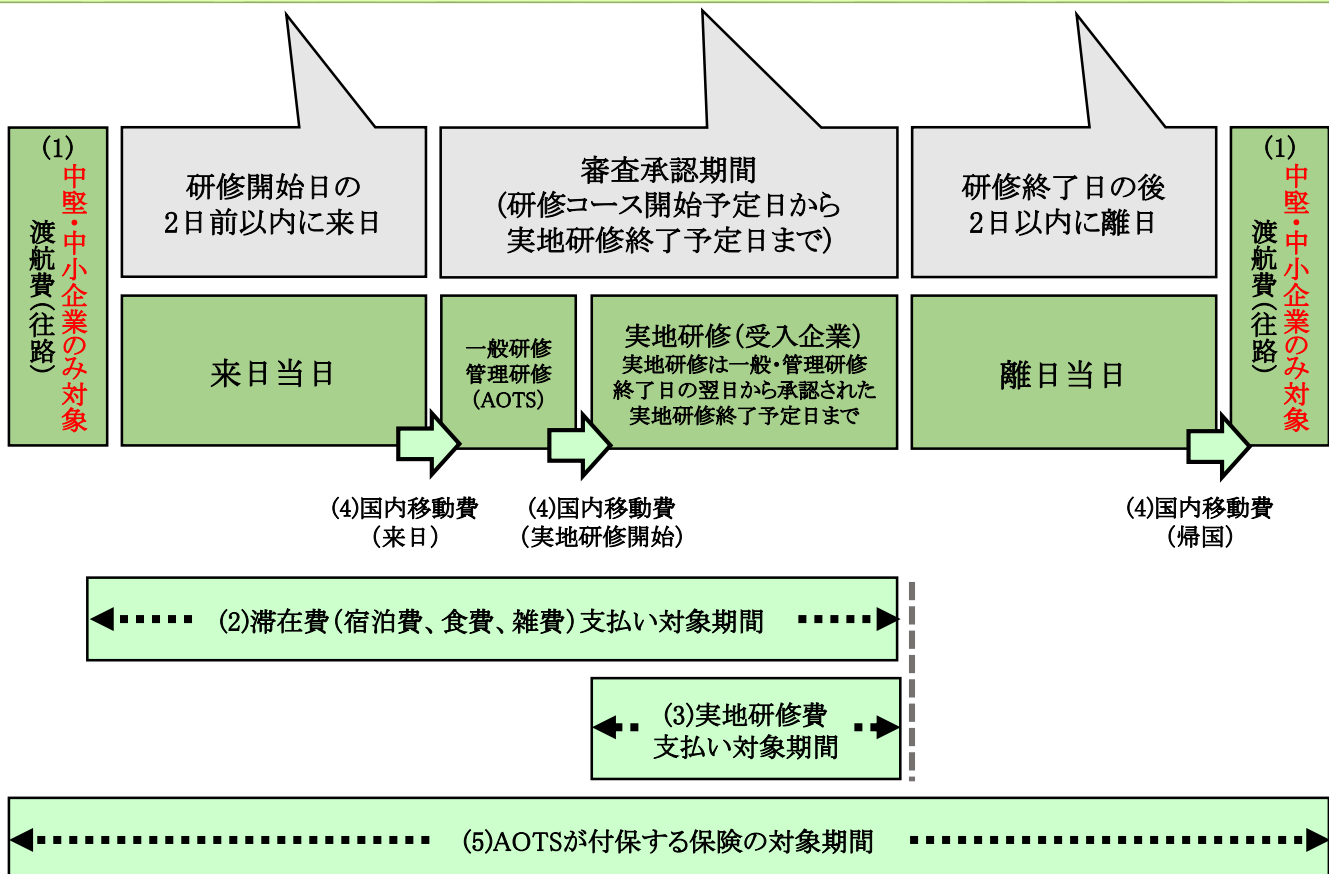 (1)
中堅・中小企業のみ対象
渡航費(往路)
研修開始日の
2日前以内に来日
審査承認期間
(研修コース開始予定日から
実地研修終了予定日まで)
研修終了日の後
2日以内に離日
(1)
中堅・中小企業のみ対象
渡航費(往路)
来日当日
一般研修
管理研修
(AOTS)
実地研修(受入企業)
実地研修は一般・管理研修
終了日の翌日から承認された
実地研修終了予定日まで
離日当日
(4)国内移動費
(来日)
(4)国内移動費
(実地研修開始)
(4)国内移動費
(帰国)
(2)滞在費(宿泊費、食費、雑費)支払い対象期間
(3)実地研修費
支払い対象期間
(5)AOTSが付保する保険の対象期間